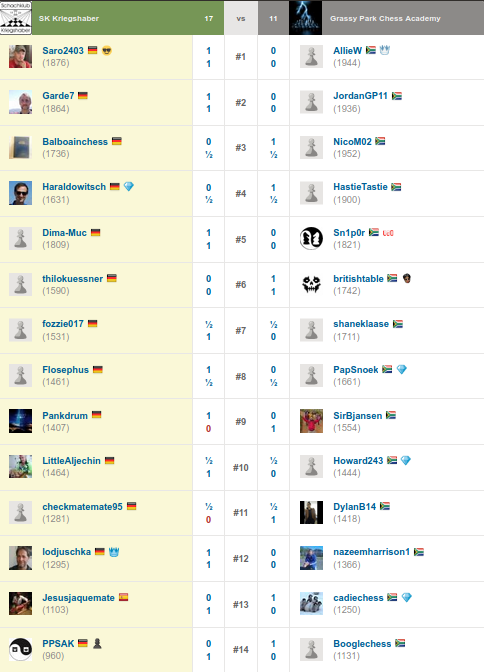 Schachklub
Kriegshaber
SK Kriegshaber 17 vs 11 Grassy Park Chess Academy
Saro2403 1 #1 0 AllieW
(1876) 1 0 (1944)
Garde7 1 #2 0 JordanGP11
(1864) 1 0 (1936)
Balboainchess 0 #3 1 NicoM02
(1736) ½ ½ (1952)
Haraldowitsch 0 #4 1 HastieTastie
(1631) ½ ½ (1900)
Dima-Muc 1 #5 0 Sn1p0r
(1809) 1 0 (1821)
thilokuessner 0 #6 1 britishtable
(1590) 0 1 (1742)
fozzie017 ½ #7 ½ shaneklaase
(1531) 1 0 (1711)
Flosephus 1 #8 0 PapSnoek
(1461) ½ ½ (1661)
Pankdrum 1 #9 0 SirBjansen
(1407) 0 1 (1554)
LittleAljechin ½ #10 ½ Howard243
(1464) 1 0 (1444)
checkmatemate95 ½ #11 ½ DylanB14
(1281) 0 1 (1418)
lodjuschka 1 #12 0 nazeemharrison1
(1295) 1 0 (1366)
Jesusjaquemate 0 #13 1 cadiechess
(1103) 1 0 (1250)
PPSAK 0 #14 1 Booglechess
(960) 1 0 (1131)